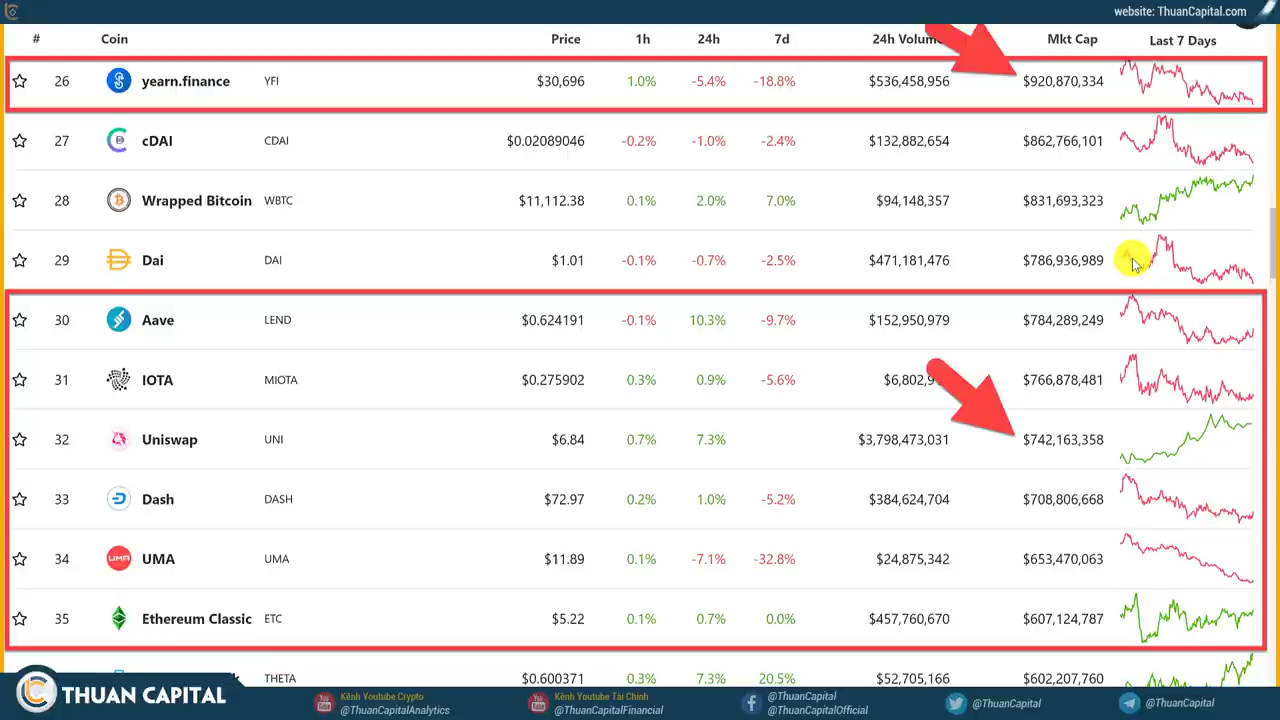 website: ThuanCapital.com
# Coin Price 1h 24h 7d 24h Volume Mkt Cap Last 7 Days
26 yearn.finance YFI $30,696 1.0% -5.4% -18.8% $536,458,956 $920,870,334
27 cDAI CDAI $0.02089046 -0.2% -1.0% -2.4% $132,882,654 $862,766,101
28 Wrapped Bitcoin WBTC $11,112.38 0.1% 2.0% 7.0% $94,148,357 $831,693,323
29 Dai DAI $1.01 -0.1% -0.7% -2.5% $471,181,476 $786,936,989
30 Aave LEND $0.624191 -0.1% 10.3% -9.7% $152,950,979 $784,289,249
31 IOTA MIOTA $0.275902 0.3% 0.9% -5.6% $766,878,481
32 Uniswap UNI $6.84 0.7% 7.3% $3,798,473,031 $742,163,358
33 Dash DASH $72.97 0.2% 1.0% -5.2% $384,624,704 $708,806,668
34 UMA UMA $11.89 0.1% -7.1% -32.8% $24,875,342 $653,470,063
35 Ethereum Classic ETC $5.22 0.1% 0.7% 0.0% $457,760,670 $607,124,787
THETA $0.600371 0.3% 7.3% 20.5% $52,705,166 $602,207,760
THUAN CAPITAL
Kênh Youtube Crypto
@ThuanCapitalAnalytics
Kênh Youtube Tài Chính
@ThuanCapitalFinancial
@ThuanCapital
@ThuanCapitalOfficial
@ThuanCapital
@ThuanCapital